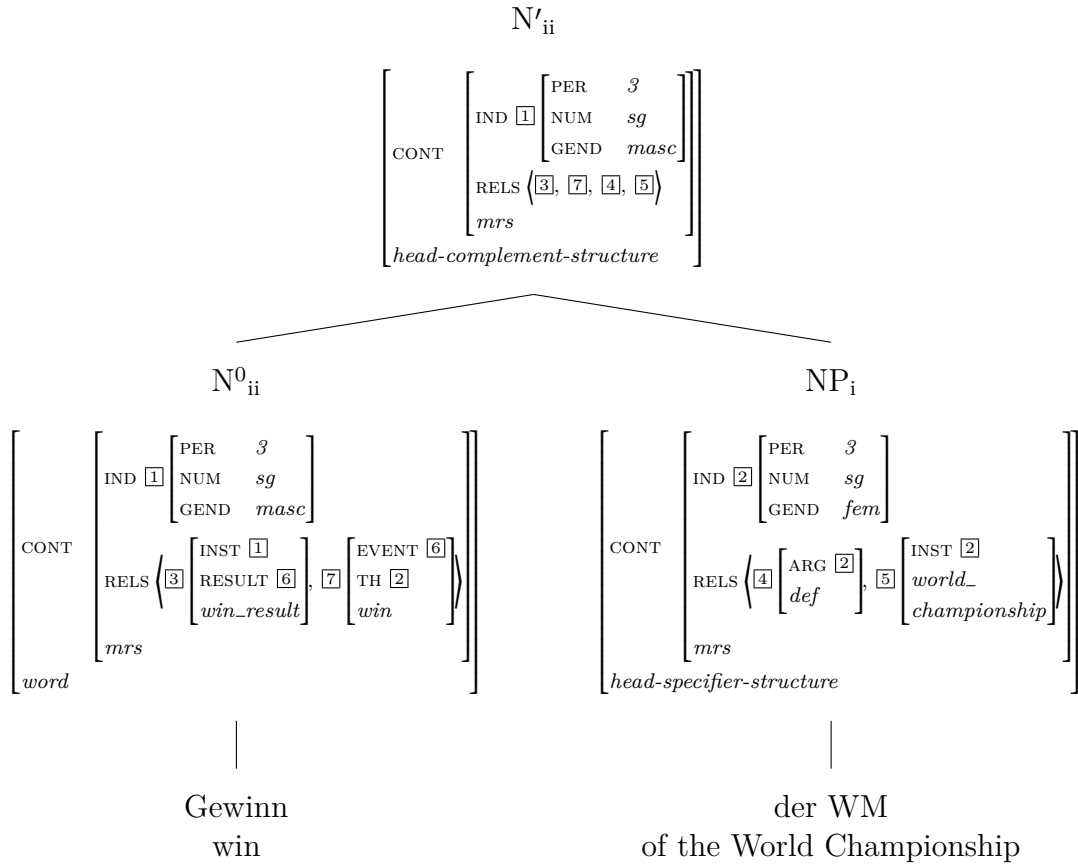 N′ii
PER 3
IND 1 NUM sg
GEND masc
CONT
RELS ⟨3, 7, 4, 5⟩
mrs
head-complement-structure
N⁰ii
PER 3
IND 1 NUM sg
GEND masc
INST 1 EVENT 6
CONT
RELS ⟨3 RESULT 6, 7 TH 2⟩
win_result win
mrs
word
Gewinn
win
NPi
PER 3
IND 2 NUM sg
GEND fem
INST 2
CONT
RELS ⟨4 ARG 2, 5 world_⟩
def championship
mrs
head-specifier-structure
der WM
of the World Championship